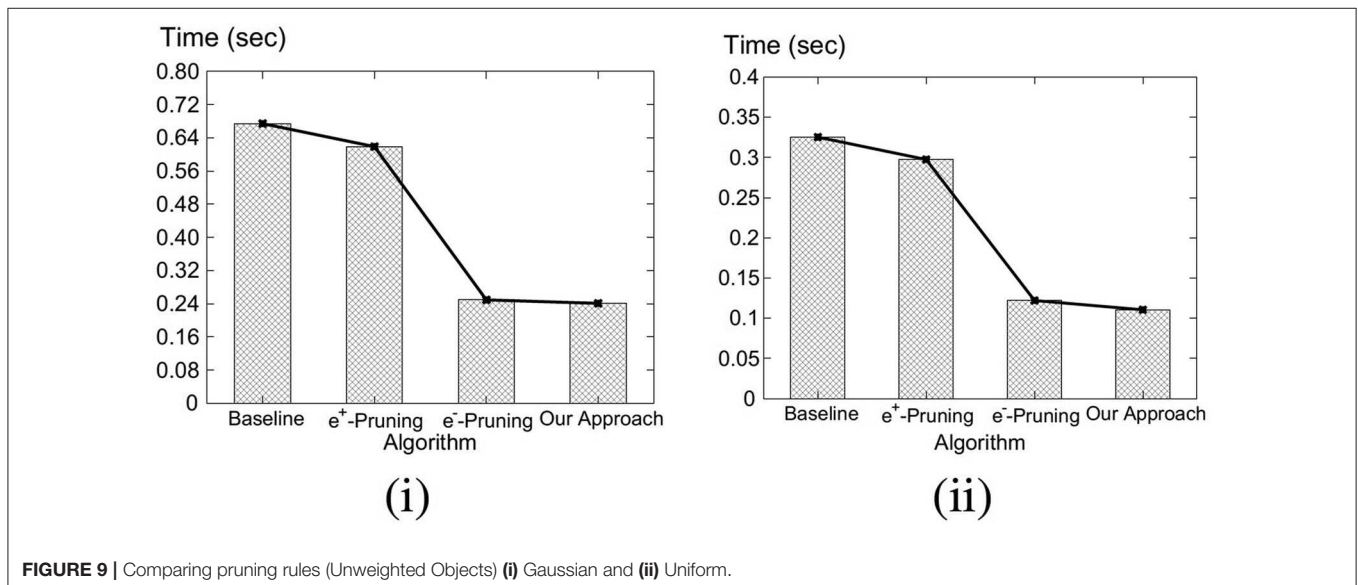 Time (sec)
0.80
0.72
0.64
0.56
0.48
0.40
0.32
0.24
0.16
0.08
0
Baseline e⁺-Pruning e⁻-Pruning Our Approach
Algorithm
(i)
Time (sec)
0.4
0.35
0.3
0.25
0.2
0.15
0.1
0.05
0
Baseline e⁺-Pruning e⁻-Pruning Our Approach
Algorithm
(ii)
FIGURE 9 | Comparing pruning rules (Unweighted Objects) (i) Gaussian and (ii) Uniform.